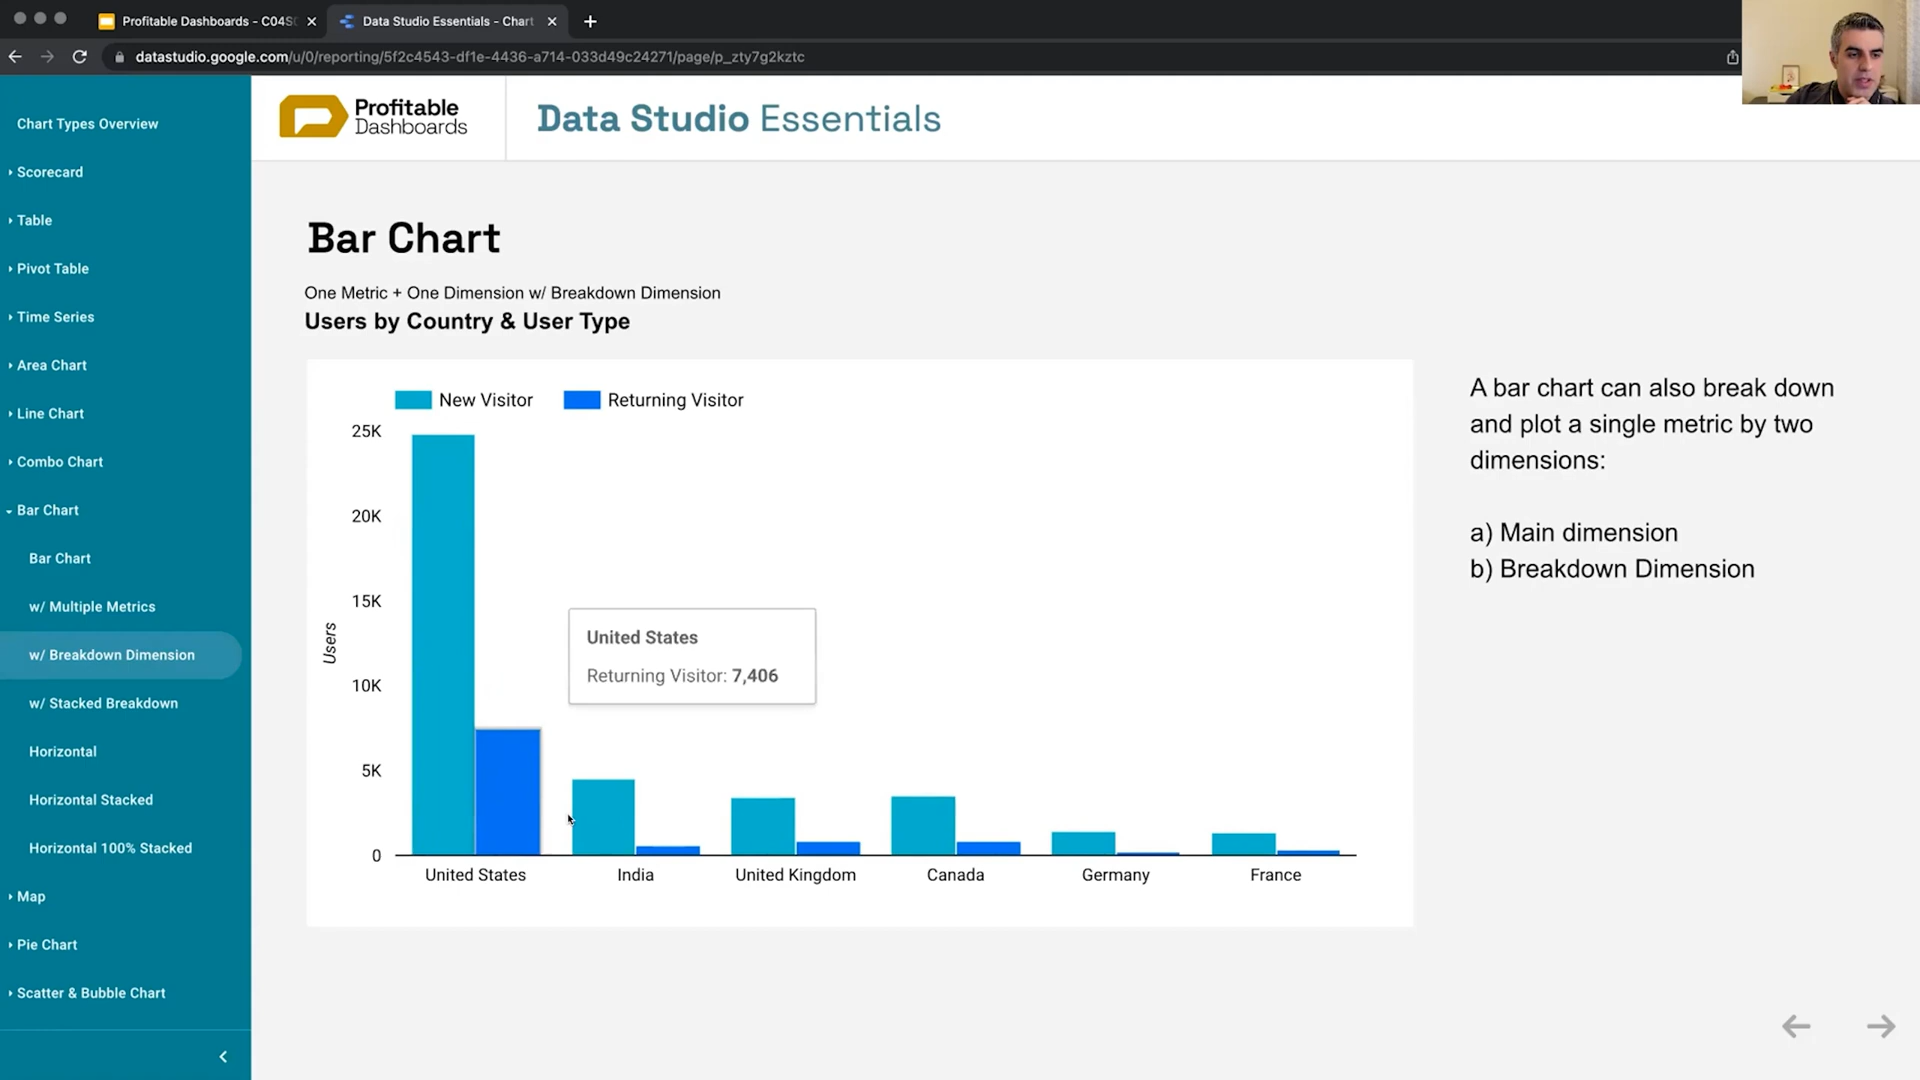 Profitable Dashboards - C04S
Data Studio Essentials - Chart
datastudio.google.com/u/0/reporting/5f2c4543-df1e-4436-a714-033d49c24271/page/p_zty7g2kztc
Chart Types Overview
Scorecard
Table
Pivot Table
Time Series
Area Chart
Line Chart
Combo Chart
Bar Chart
Bar Chart
w/ Multiple Metrics
w/ Breakdown Dimension
w/ Stacked Breakdown
Horizontal
Horizontal Stacked
Horizontal 100% Stacked
Map
Pie Chart
Scatter & Bubble Chart
Profitable
Dashboards
Data Studio Essentials
Bar Chart
One Metric + One Dimension w/ Breakdown Dimension
Users by Country & User Type
New Visitor
Returning Visitor
25K
20K
15K
10K
5K
0
Users
United States
Returning Visitor: 7,406
United States
India
United Kingdom
Canada
Germany
France
A bar chart can also break down
and plot a single metric by two
dimensions:
a) Main dimension
b) Breakdown Dimension